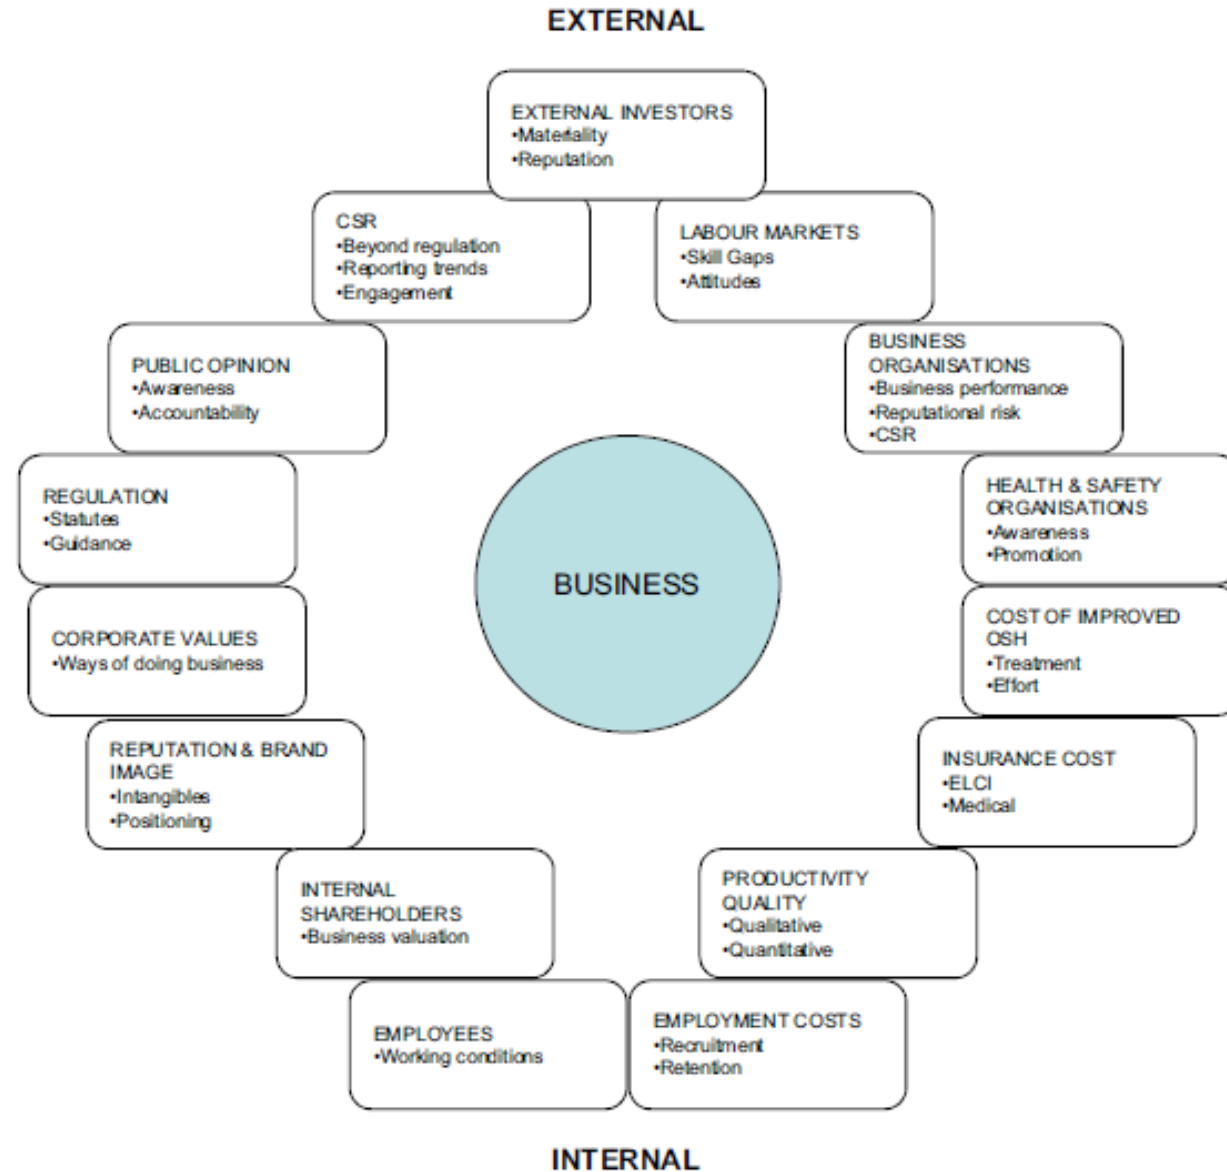 EXTERNAL
EXTERNAL INVESTORS
•Materiality
•Reputation
CSR
•Beyond regulation
•Reporting trends
•Engagement
LABOUR MARKETS
•Skill Gaps
•Attitudes
PUBLIC OPINION
•Awareness
•Accountability
BUSINESS
ORGANISATIONS
•Business performance
•Reputational risk
•CSR
REGULATION
•Statutes
•Guidance
HEALTH & SAFETY
ORGANISATIONS
•Awareness
•Promotion
BUSINESS
CORPORATE VALUES
•Ways of doing business
COST OF IMPROVED
OSH
•Treatment
•Effort
REPUTATION & BRAND
IMAGE
•Intangibles
•Positioning
INSURANCE COST
•ELCI
•Medical
INTERNAL
SHAREHOLDERS
•Business valuation
PRODUCTIVITY
QUALITY
•Qualitative
•Quantitative
EMPLOYEES
•Working conditions
EMPLOYMENT COSTS
•Recruitment
•Retention
INTERNAL